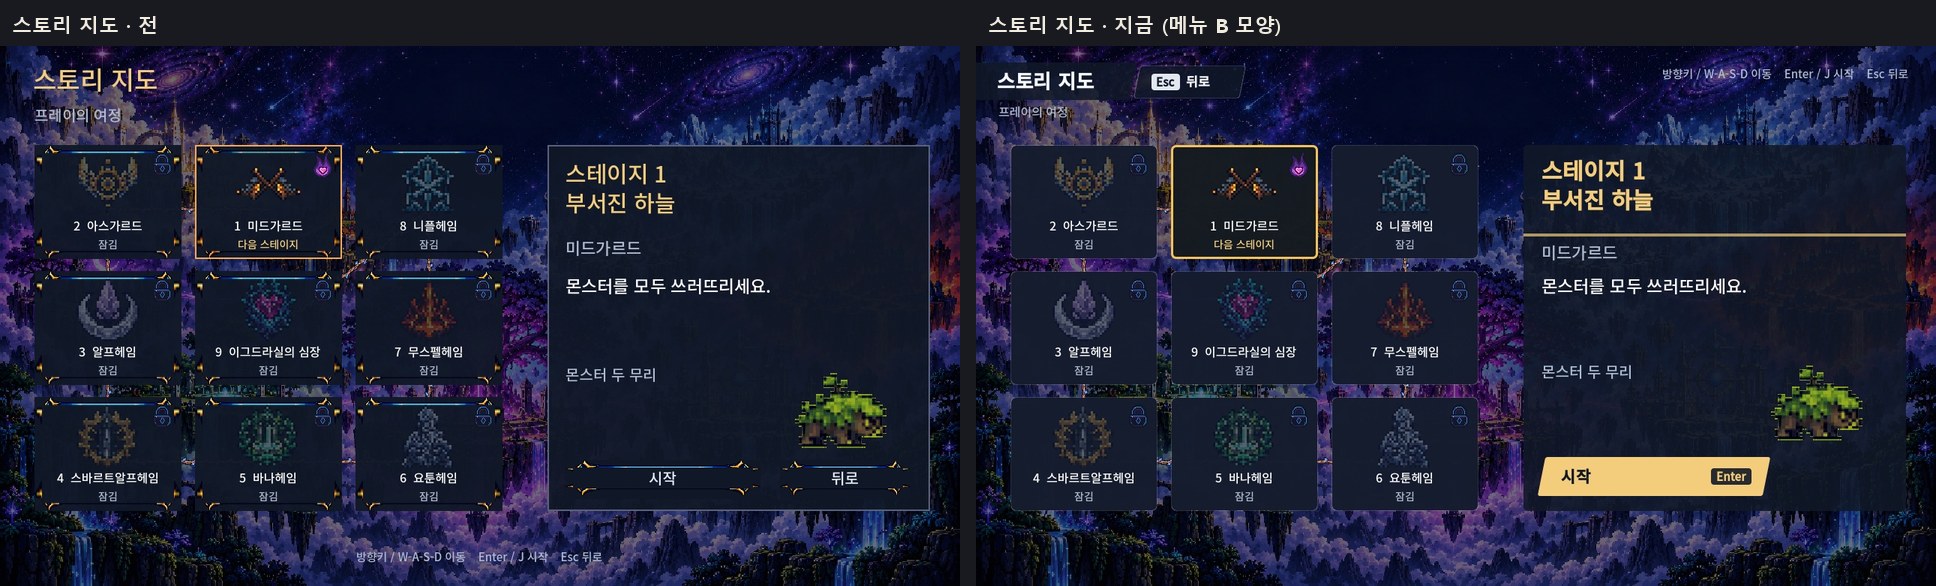 스토리 지도 · 전
스토리 지도
프레이의 여정
2 아스가르드
잠김
1 미드가르드
다음 스테이지
8 니플헤임
잠김
3 알프헤임
잠김
9 이그드라실의 심장
잠김
7 무스펠헤임
잠김
4 스바르트알프헤임
잠김
5 바나헤임
잠김
6 요툰헤임
잠김
스테이지 1
부서진 하늘
미드가르드
몬스터를 모두 쓰러뜨리세요.
몬스터 두 무리
시작
뒤로
방향키 / W-A-S-D 이동 Enter / J 시작 Esc 뒤로
스토리 지도 · 지금 (메뉴 B 모양)
스토리 지도
Esc 뒤로
방향키 / W-A-S-D 이동 Enter / J 시작 Esc 뒤로
프레이의 여정
2 아스가르드
잠김
1 미드가르드
다음 스테이지
8 니플헤임
잠김
3 알프헤임
잠김
9 이그드라실의 심장
잠김
7 무스펠헤임
잠김
4 스바르트알프헤임
잠김
5 바나헤임
잠김
6 요툰헤임
잠김
스테이지 1
부서진 하늘
미드가르드
몬스터를 모두 쓰러뜨리세요.
몬스터 두 무리
시작 Enter